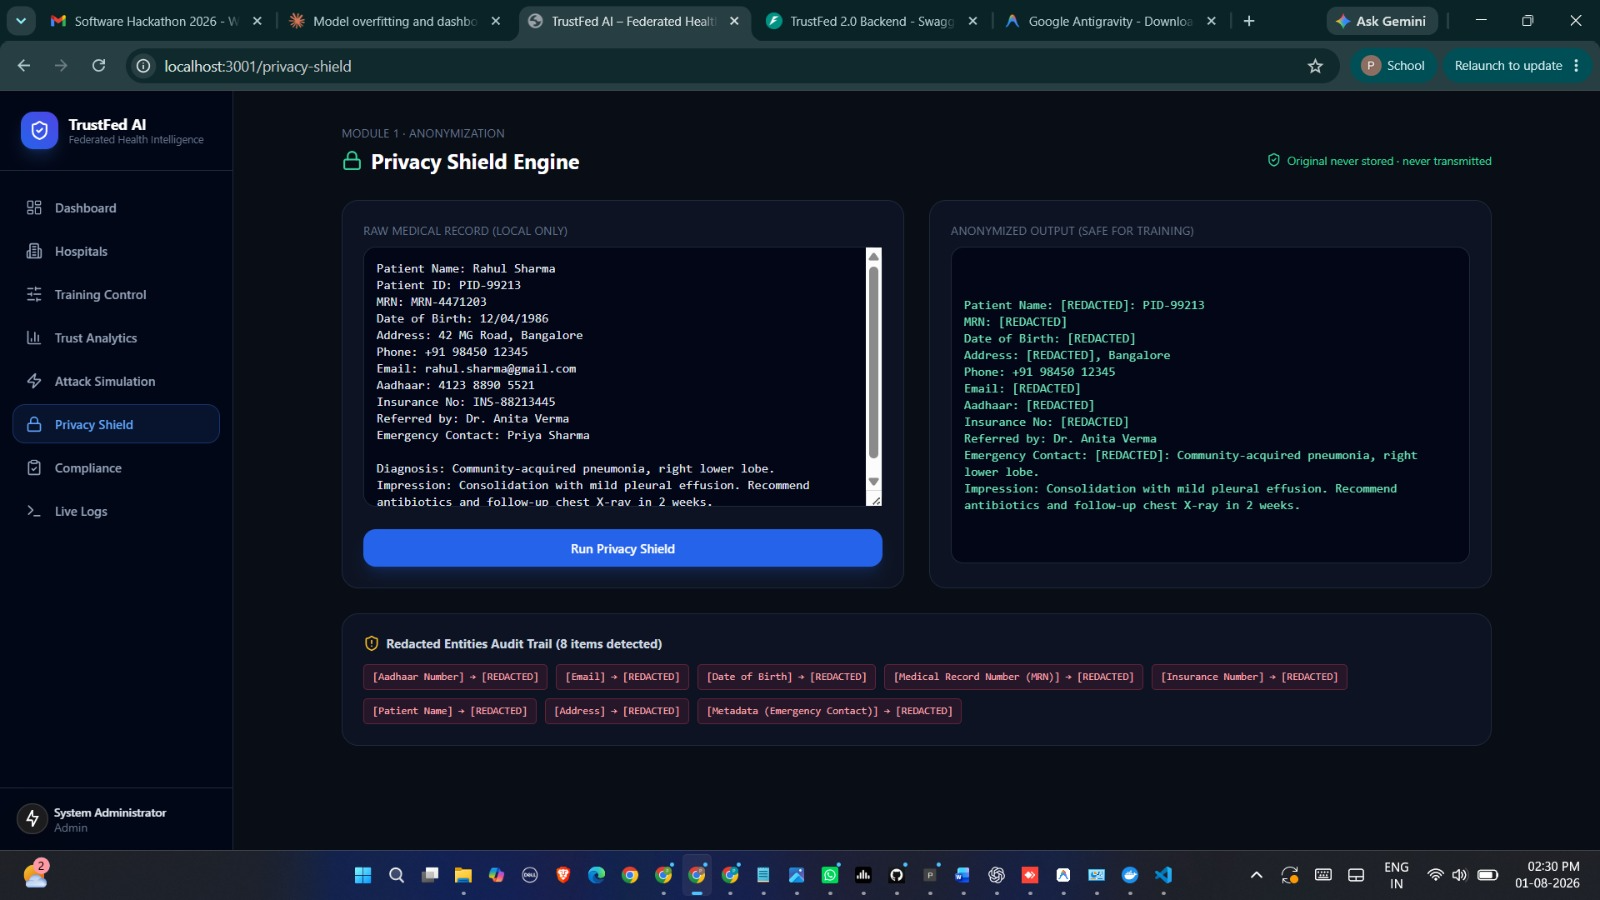 Software Hackathon 2026 - W
Model overfitting and dashbo
TrustFed AI – Federated Healt
TrustFed 2.0 Backend - Swagg
Google Antigravity - Downloa
Ask Gemini
localhost:3001/privacy-shield
P
School
Relaunch to update
TrustFed AI
Federated Health Intelligence
Dashboard
Hospitals
Training Control
Trust Analytics
Attack Simulation
Privacy Shield
Compliance
Live Logs
System Administrator
Admin
MODULE 1 · ANONYMIZATION
Privacy Shield Engine
Original never stored · never transmitted
RAW MEDICAL RECORD (LOCAL ONLY)
Patient Name: Rahul Sharma
Patient ID: PID-99213
MRN: MRN-4471203
Date of Birth: 12/04/1986
Address: 42 MG Road, Bangalore
Phone: +91 98450 12345
Email: rahul.sharma@gmail.com
Aadhaar: 4123 8890 5521
Insurance No: INS-88213445
Referred by: Dr. Anita Verma
Emergency Contact: Priya Sharma
Diagnosis: Community-acquired pneumonia, right lower lobe.
Impression: Consolidation with mild pleural effusion. Recommend
antibiotics and follow-up chest X-ray in 2 weeks.
Run Privacy Shield
ANONYMIZED OUTPUT (SAFE FOR TRAINING)
Patient Name: [REDACTED]: PID-99213
MRN: [REDACTED]
Date of Birth: [REDACTED]
Address: [REDACTED], Bangalore
Phone: +91 98450 12345
Email: [REDACTED]
Aadhaar: [REDACTED]
Insurance No: [REDACTED]
Referred by: Dr. Anita Verma
Emergency Contact: [REDACTED]: Community-acquired pneumonia, right
lower lobe.
Impression: Consolidation with mild pleural effusion. Recommend
antibiotics and follow-up chest X-ray in 2 weeks.
Redacted Entities Audit Trail (8 items detected)
[Aadhaar Number] → [REDACTED]
[Email] → [REDACTED]
[Date of Birth] → [REDACTED]
[Medical Record Number (MRN)] → [REDACTED]
[Insurance Number] → [REDACTED]
[Patient Name] → [REDACTED]
[Address] → [REDACTED]
[Metadata (Emergency Contact)] → [REDACTED]
2
ENG
IN
02:30 PM
01-08-2026